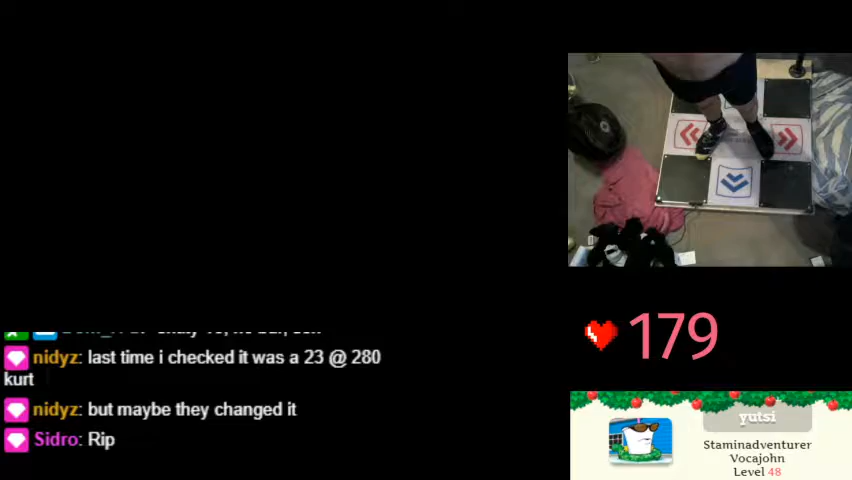 nidyz: last time i checked it was a 23 @ 280
kurt
nidyz: but maybe they changed it
Sidro: Rip
179
yutsi
Staminadventurer
Vocajohn
Level 48